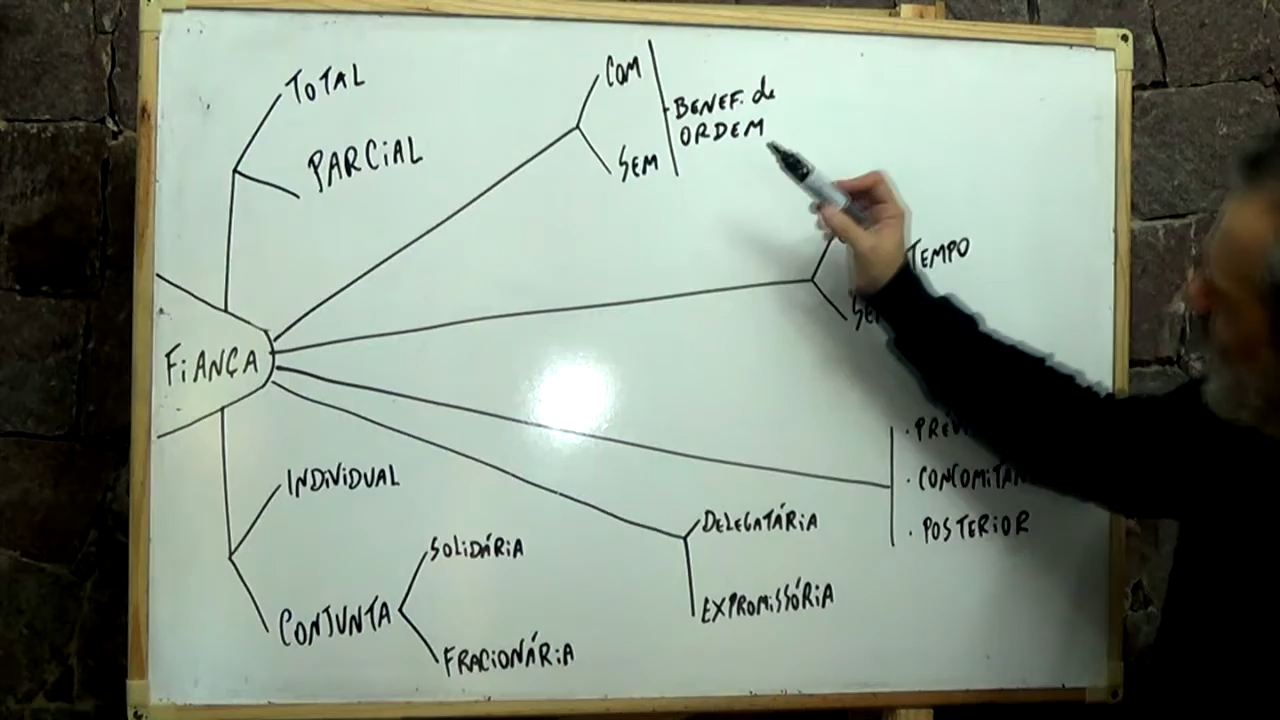 TOTAL
PARCIAL
COM
SEM
BENEF. de
ORDEM
TEMPO
FIANÇA
INDIVIDUAL
CONJUNTA
SOLIDÁRIA
FRACIONÁRIA
DELEGATÁRIA
EXPROMISSÓRIA
· POSTERIOR